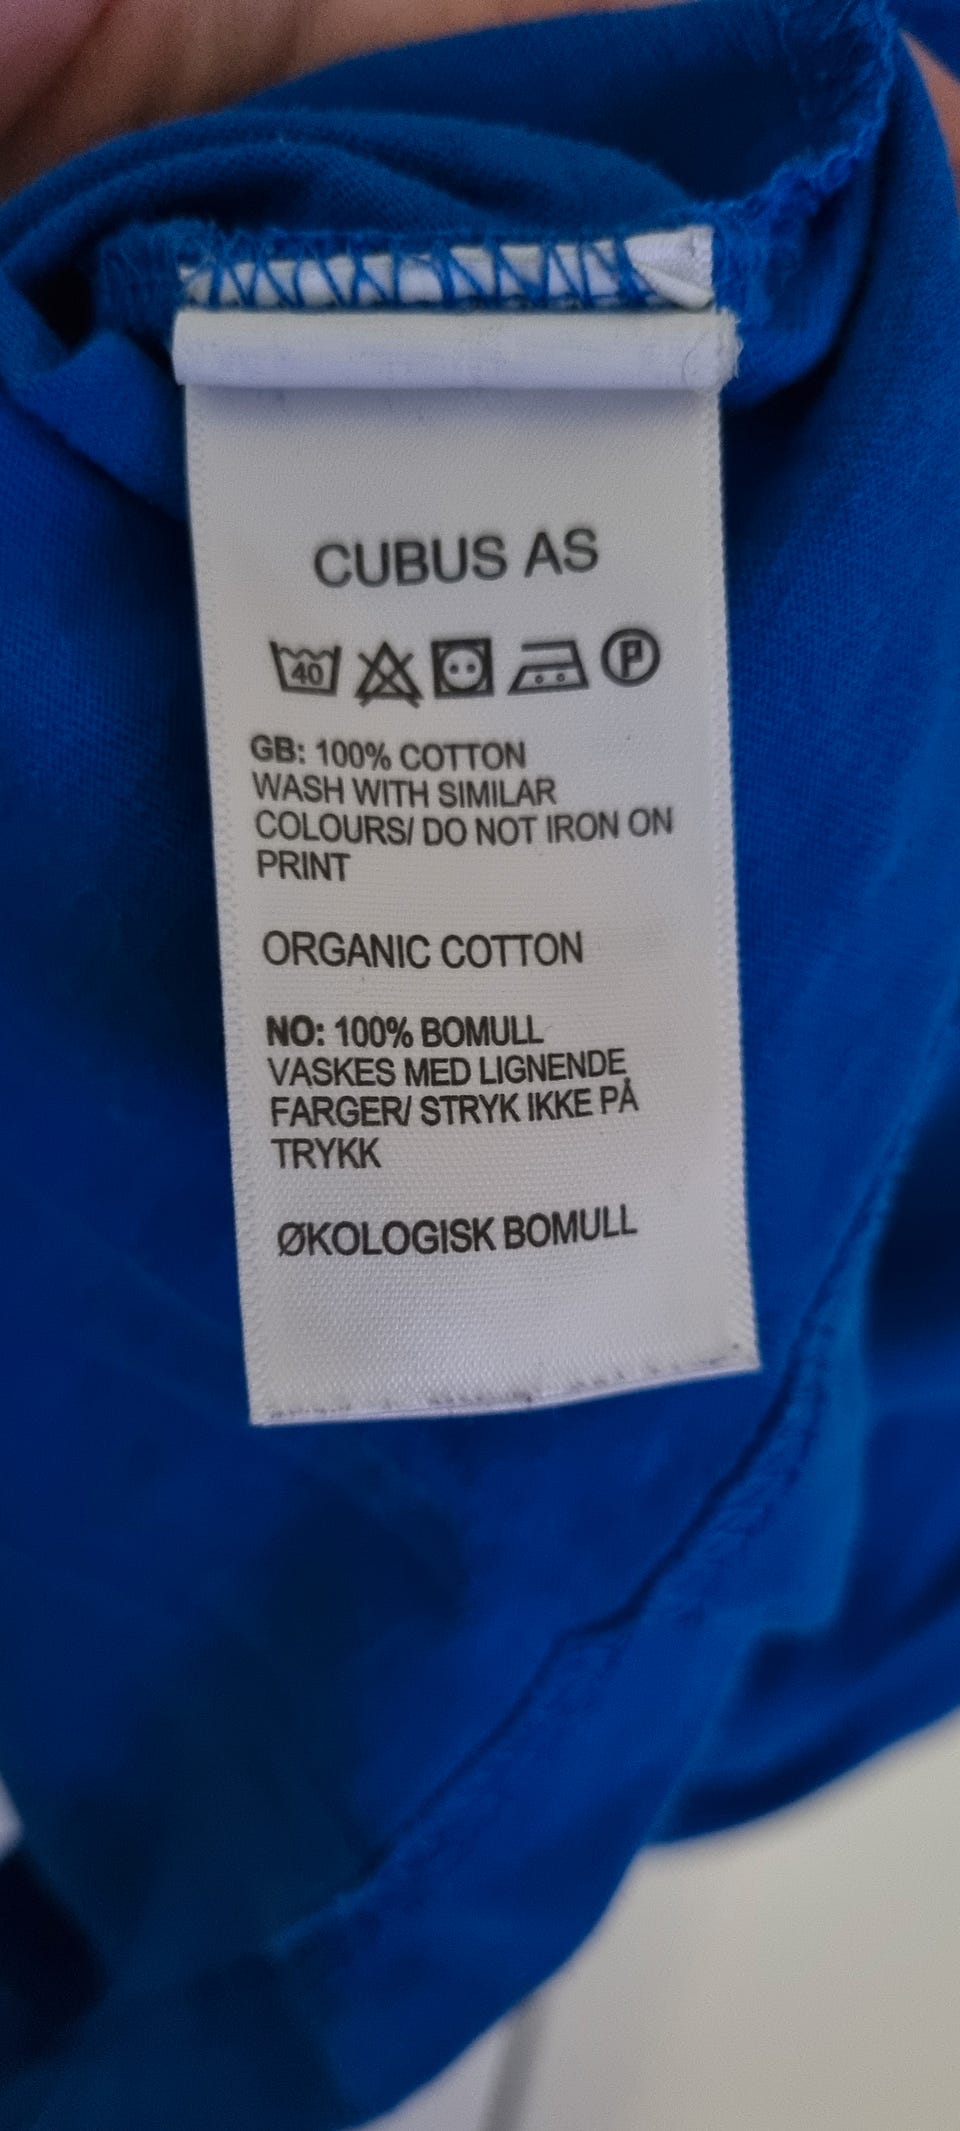 CUBUS AS
40 P
GB: 100% COTTON
WASH WITH SIMILAR
COLOURS/ DO NOT IRON ON
PRINT
ORGANIC COTTON
NO: 100% BOMULL
VASKES MED LIGNENDE
FARGER/ STRYK IKKE PÅ
TRYKK
ØKOLOGISK BOMULL